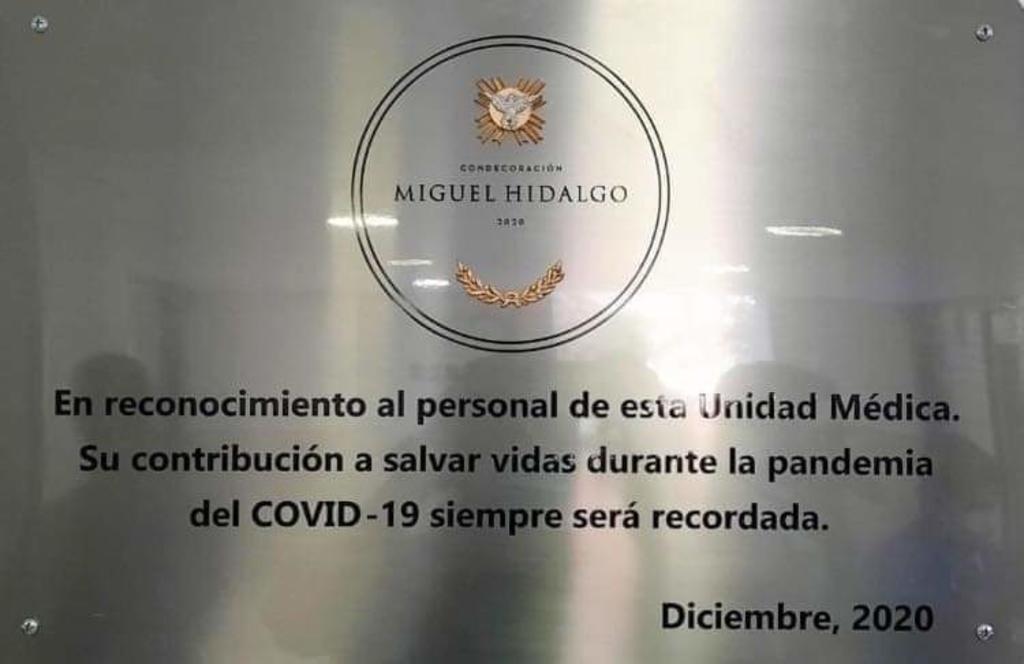 CONDECORACIÓN
MIGUEL HIDALGO
2020
En reconocimiento al personal de esta Unidad Médica.
Su contribución a salvar vidas durante la pandemia
del COVID-19 siempre será recordada.
Diciembre, 2020